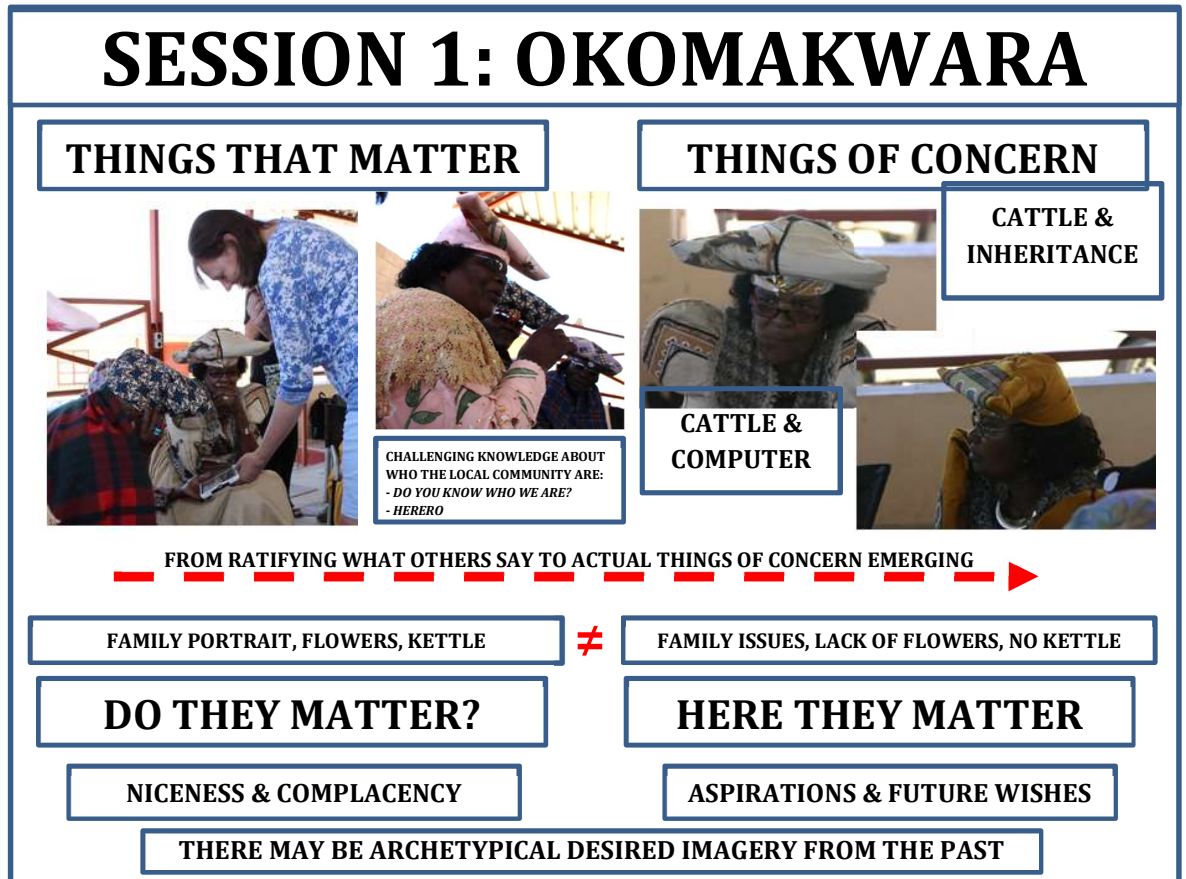 SESSION 1: OKOMAKWARA
THINGS THAT MATTER
THINGS OF CONCERN
CATTLE &
INHERITANCE
CATTLE &
COMPUTER
CHALLENGING KNOWLEDGE ABOUT
WHO THE LOCAL COMMUNITY ARE:
- DO YOU KNOW WHO WE ARE?
- HERERO
FROM RATIFYING WHAT OTHERS SAY TO ACTUAL THINGS OF CONCERN EMERGING
FAMILY PORTRAIT, FLOWERS, KETTLE
≠
FAMILY ISSUES, LACK OF FLOWERS, NO KETTLE
DO THEY MATTER?
HERE THEY MATTER
NICENESS & COMPLACENCY
ASPIRATIONS & FUTURE WISHES
THERE MAY BE ARCHETYPICAL DESIRED IMAGERY FROM THE PAST